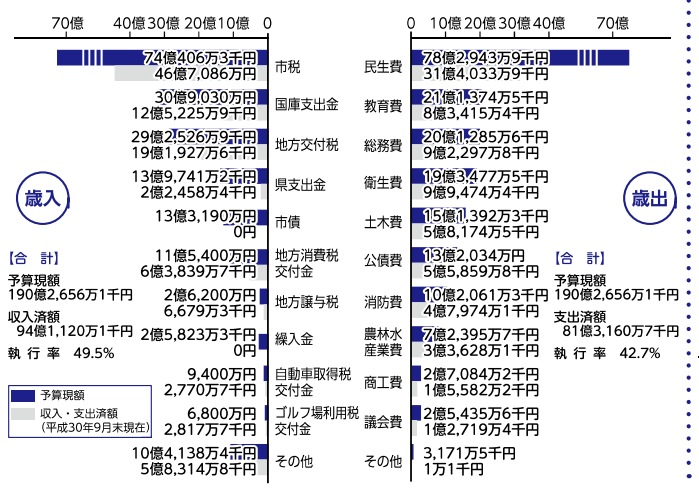 70億 40億 30億 20億 10億 0
74億406万3千円
46億7,086万円
市税
30億9,030万円
12億5,225万9千円
国庫支出金
29億2,526万9千円
19億1,927万6千円
地方交付税
13億9,741万2千円
2億2,458万4千円
県支出金
13億3,190万円
0円
市債
11億5,400万円
6億3,839万7千円
地方消費税
交付金
2億6,200万円
6,679万3千円
地方譲与税
2億5,823万3千円
0円
繰入金
9,400万円
2,770万7千円
自動車取得税
交付金
6,800万円
2,817万7千円
ゴルフ場利用税
交付金
10億4,138万4千円
5億8,314万8千円
その他
歳入
【合 計】
予算現額
190億2,656万1千円
収入済額
94億1,120万1千円
執 行 率 49.5%
予算現額
収入・支出済額
(平成30年9月末現在)
0 10億 20億 30億 40億 70億
民生費
78億2,943万9千円
31億4,033万9千円
教育費
21億1,374万5千円
8億3,415万4千円
総務費
20億1,285万6千円
9億2,297万8千円
衛生費
19億3,477万5千円
9億9,474万4千円
土木費
15億1,392万3千円
5億8,174万5千円
公債費
13億2,034万円
5億5,859万8千円
消防費
10億2,061万3千円
4億7,974万1千円
農林水
産業費
7億2,395万7千円
3億3,628万1千円
商工費
2億7,084万2千円
1億5,582万2千円
議会費
2億5,435万6千円
1億2,719万4千円
その他
3,171万5千円
1万1千円
歳出
【合 計】
予算現額
190億2,656万1千円
支出済額
81億3,160万7千円
執 行 率 42.7%